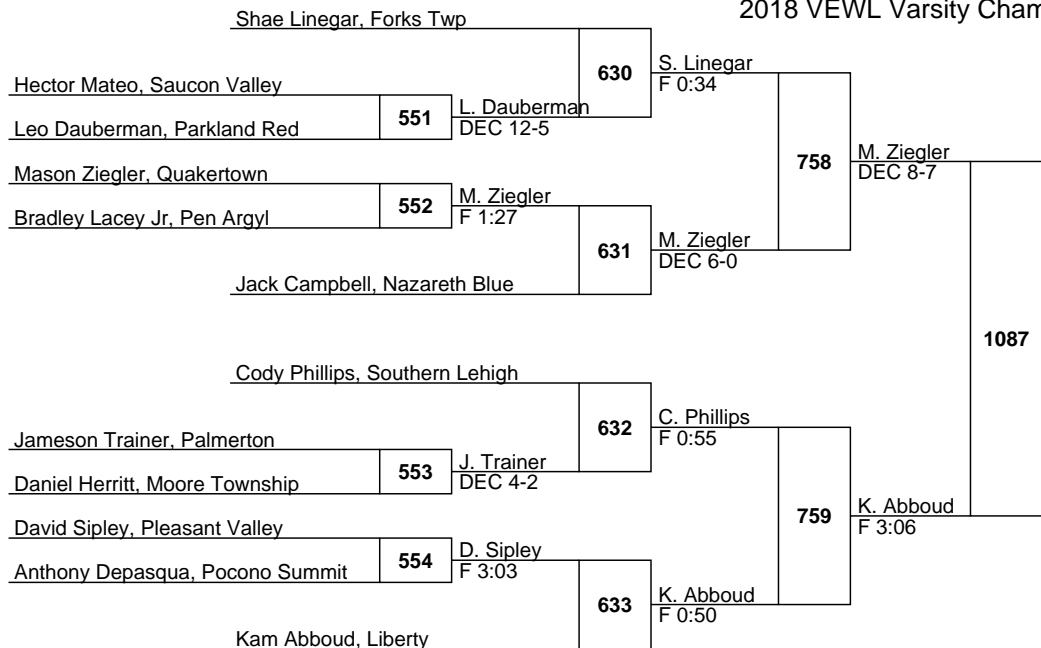 2018 VEWL Varsity Cham
Shae Linegar, Forks Twp
630
S. Linegar
F 0:34
Hector Mateo, Saucon Valley
551
L. Dauberman
DEC 12-5
Leo Dauberman, Parkland Red
758
M. Ziegler
DEC 8-7
Mason Ziegler, Quakertown
552
M. Ziegler
F 1:27
Bradley Lacey Jr, Pen Argyl
631
M. Ziegler
DEC 6-0
Jack Campbell, Nazareth Blue
1087
Cody Phillips, Southern Lehigh
632
C. Phillips
F 0:55
Jameson Trainer, Palmerton
553
J. Trainer
DEC 4-2
Daniel Herritt, Moore Township
759
K. Abboud
F 3:06
David Sipley, Pleasant Valley
554
D. Sipley
F 3:03
Anthony Depasqua, Pocono Summit
633
K. Abboud
F 0:50
Kam Abboud, Liberty